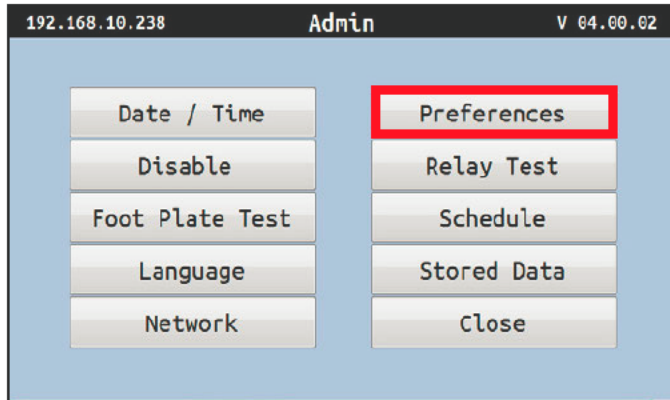 192.168.10.238 Admin V 04.00.02
Date / Time Preferences
Disable Relay Test
Foot Plate Test Schedule
Language Stored Data
Network Close